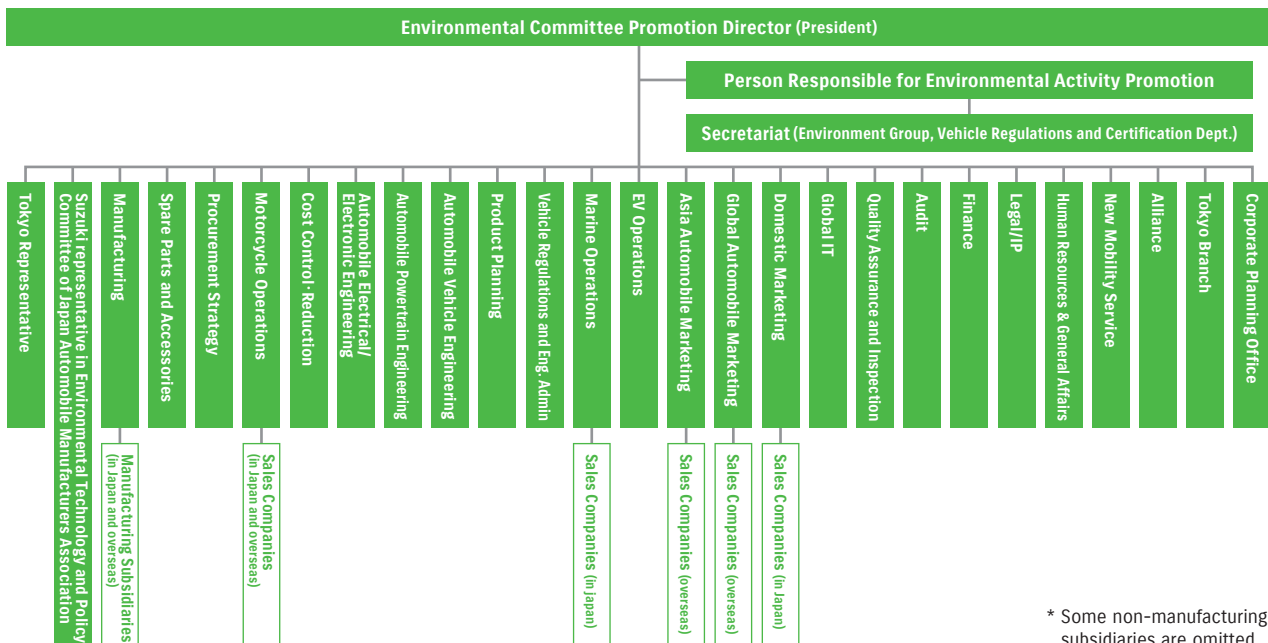 Environmental Committee Promotion Director (President)
Person Responsible for Environmental Activity Promotion
Secretariat (Environment Group, Vehicle Regulations and Certification Dept.)
Tokyo Representative
Suzuki representative in Environmental Technology and Policy
Committee of Japan Automobile Manufacturers Association
Manufacturing
Spare Parts and Accessories
Procurement Strategy
Motorcycle Operations
Cost Control·Reduction
Automobile Electrical/
Electronic Engineering
Automobile Powertrain Engineering
Automobile Vehicle Engineering
Product Planning
Vehicle Regulations and Eng. Admin
Marine Operations
EV Operations
Asia Automobile Marketing
Global Automobile Marketing
Domestic Marketing
Global IT
Quality Assurance and Inspection
Audit
Finance
Legal/IP
Human Resources & General Affairs
New Mobility Service
Alliance
Tokyo Branch
Corporate Planning Office
Manufacturing Subsidiaries
(in Japan and overseas)
Sales Companies
(in Japan and overseas)
Sales Companies (in japan)
Sales Companies (overseas)
Sales Companies (overseas)
Sales Companies (in Japan)
* Some non-manufacturing
subsidiaries are omitted